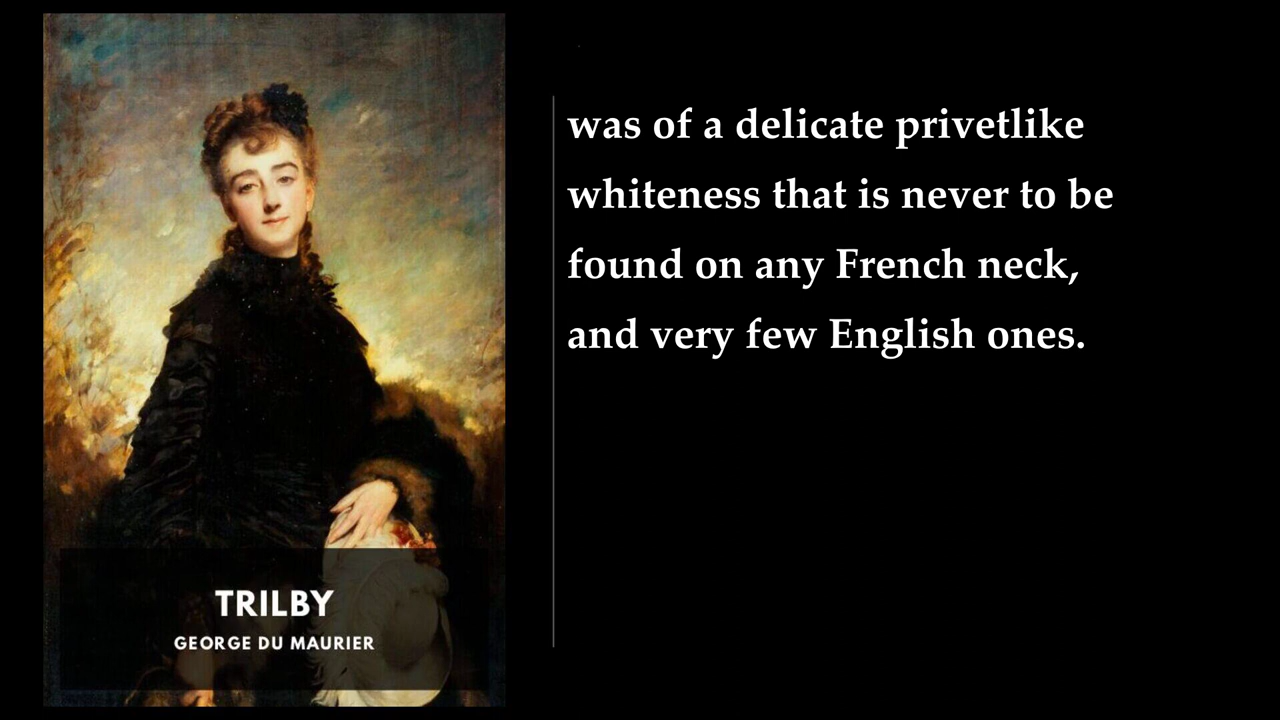 TRILBY
GEORGE DU MAURIER
was of a delicate privetlike
whiteness that is never to be
found on any French neck,
and very few English ones.